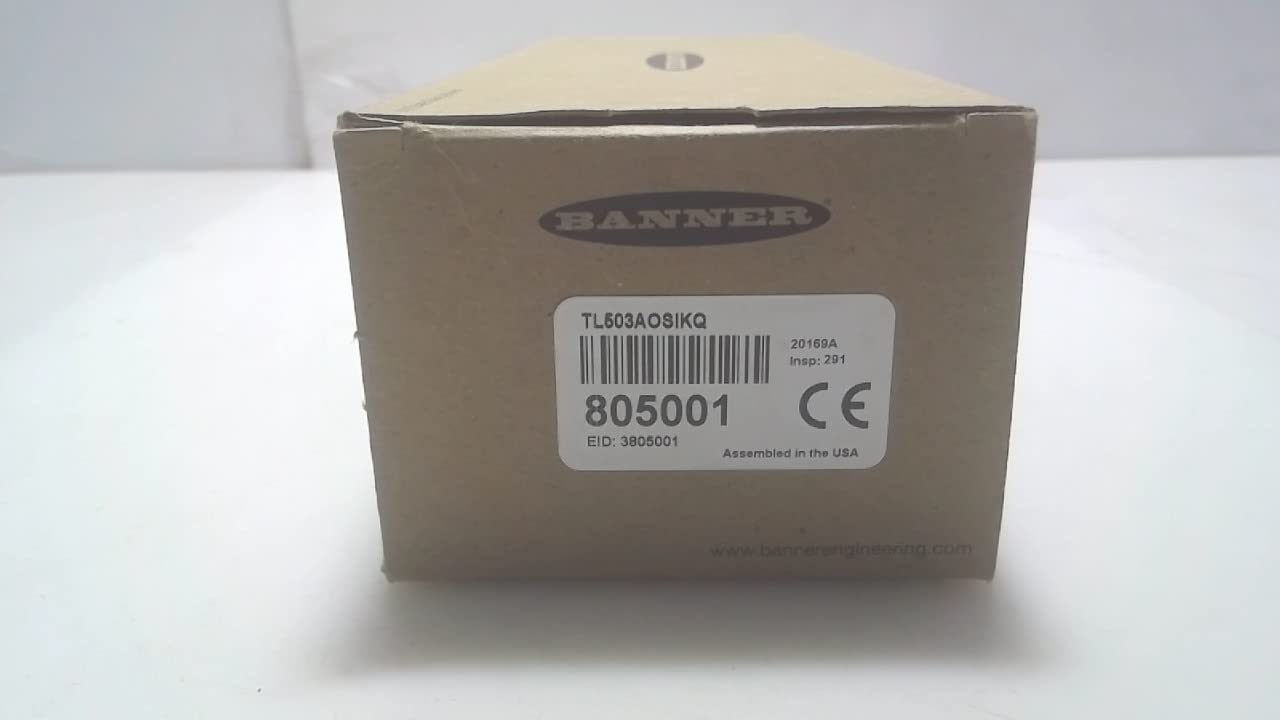 BANNER
TL503AOSIKQ
20169A
Insp: 291
805001
CE
EID: 3805001
Assembled in the USA
www.bannerengineering.com